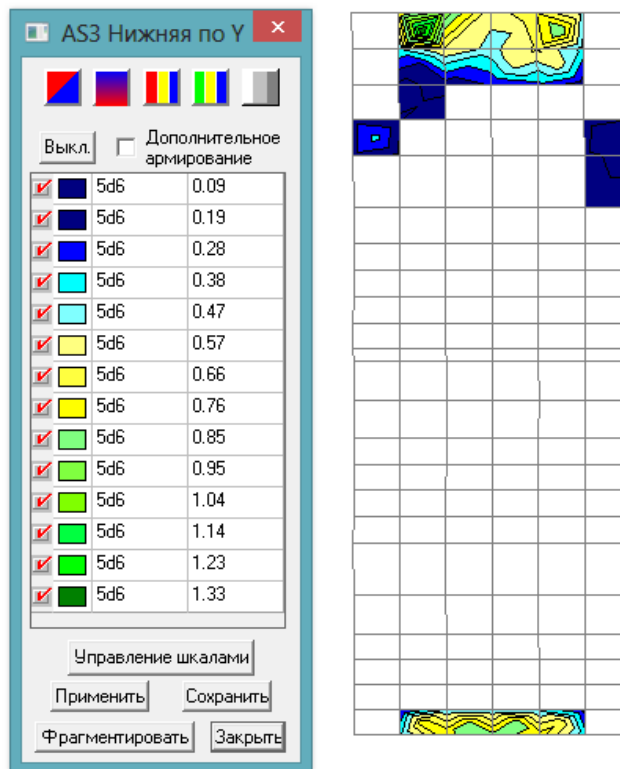 AS3 Нижняя по Y
Выкл.
Дополнительное
армирование
5d6 0.09
5d6 0.19
5d6 0.28
5d6 0.38
5d6 0.47
5d6 0.57
5d6 0.66
5d6 0.76
5d6 0.85
5d6 0.95
5d6 1.04
5d6 1.14
5d6 1.23
5d6 1.33
Управление шкалами
Применить Сохранить
Фрагментировать Закрыть